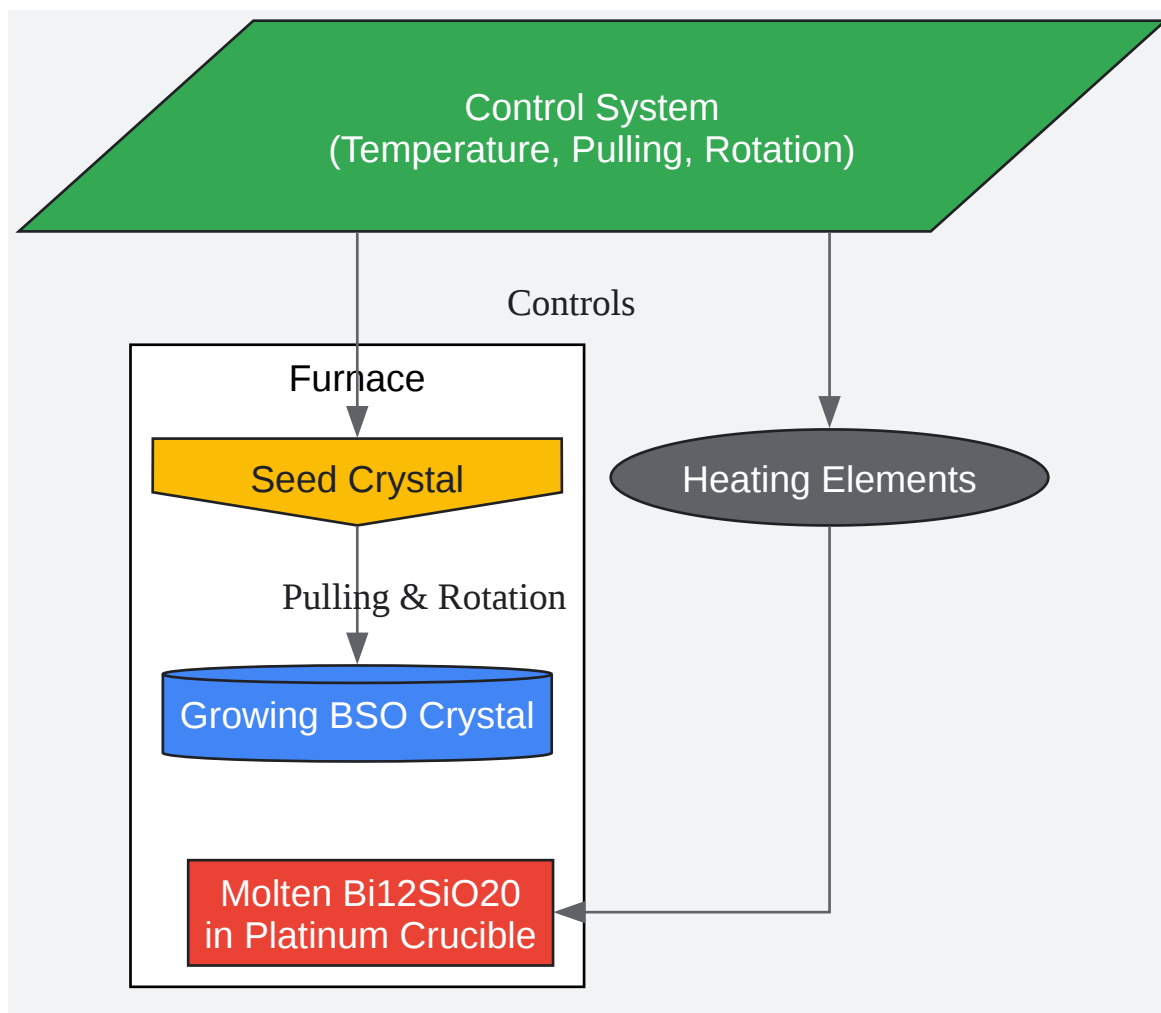 Control System
(Temperature, Pulling, Rotation)
Controls
Furnace
Seed Crystal
Heating Elements
Pulling & Rotation
Growing BSO Crystal
Molten Bi12SiO20
in Platinum Crucible